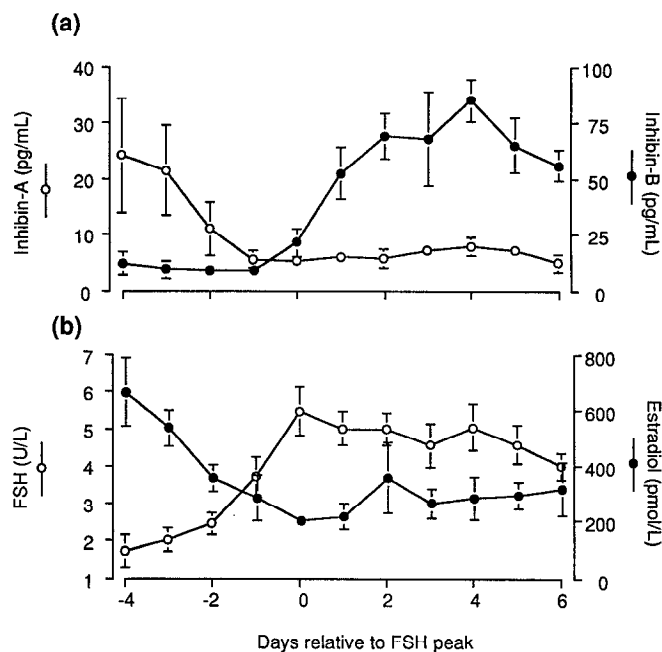 (a)
40
30
20
10
0
Inhibin-A (pg/mL)
100
75
50
25
0
Inhibin-B
(pg/mL)
(b)
7
6
5
4
3
2
1
FSH (U/L)
800
600
400
200
0
Estradiol
(pmol/L)
-4 -2 0 2 4 6
Days relative to FSH peak